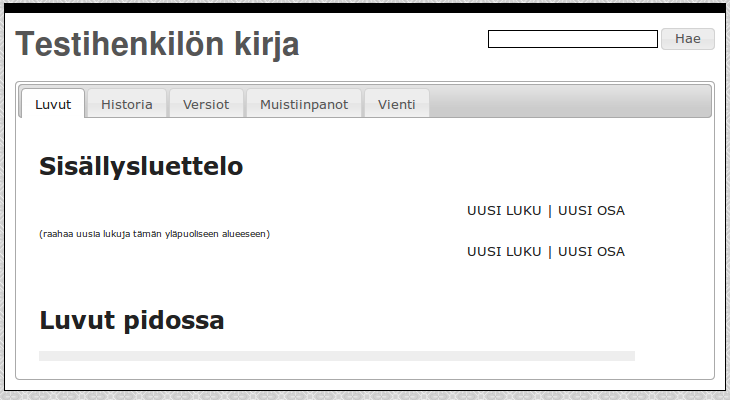 Testihenkilön kirja
Hae
Luvut Historia Versiot Muistiinpanot Vienti
Sisällysluettelo
UUSI LUKU | UUSI OSA
(raahaa uusia lukuja tämän yläpuoliseen alueeseen)
UUSI LUKU | UUSI OSA
Luvut pidossa